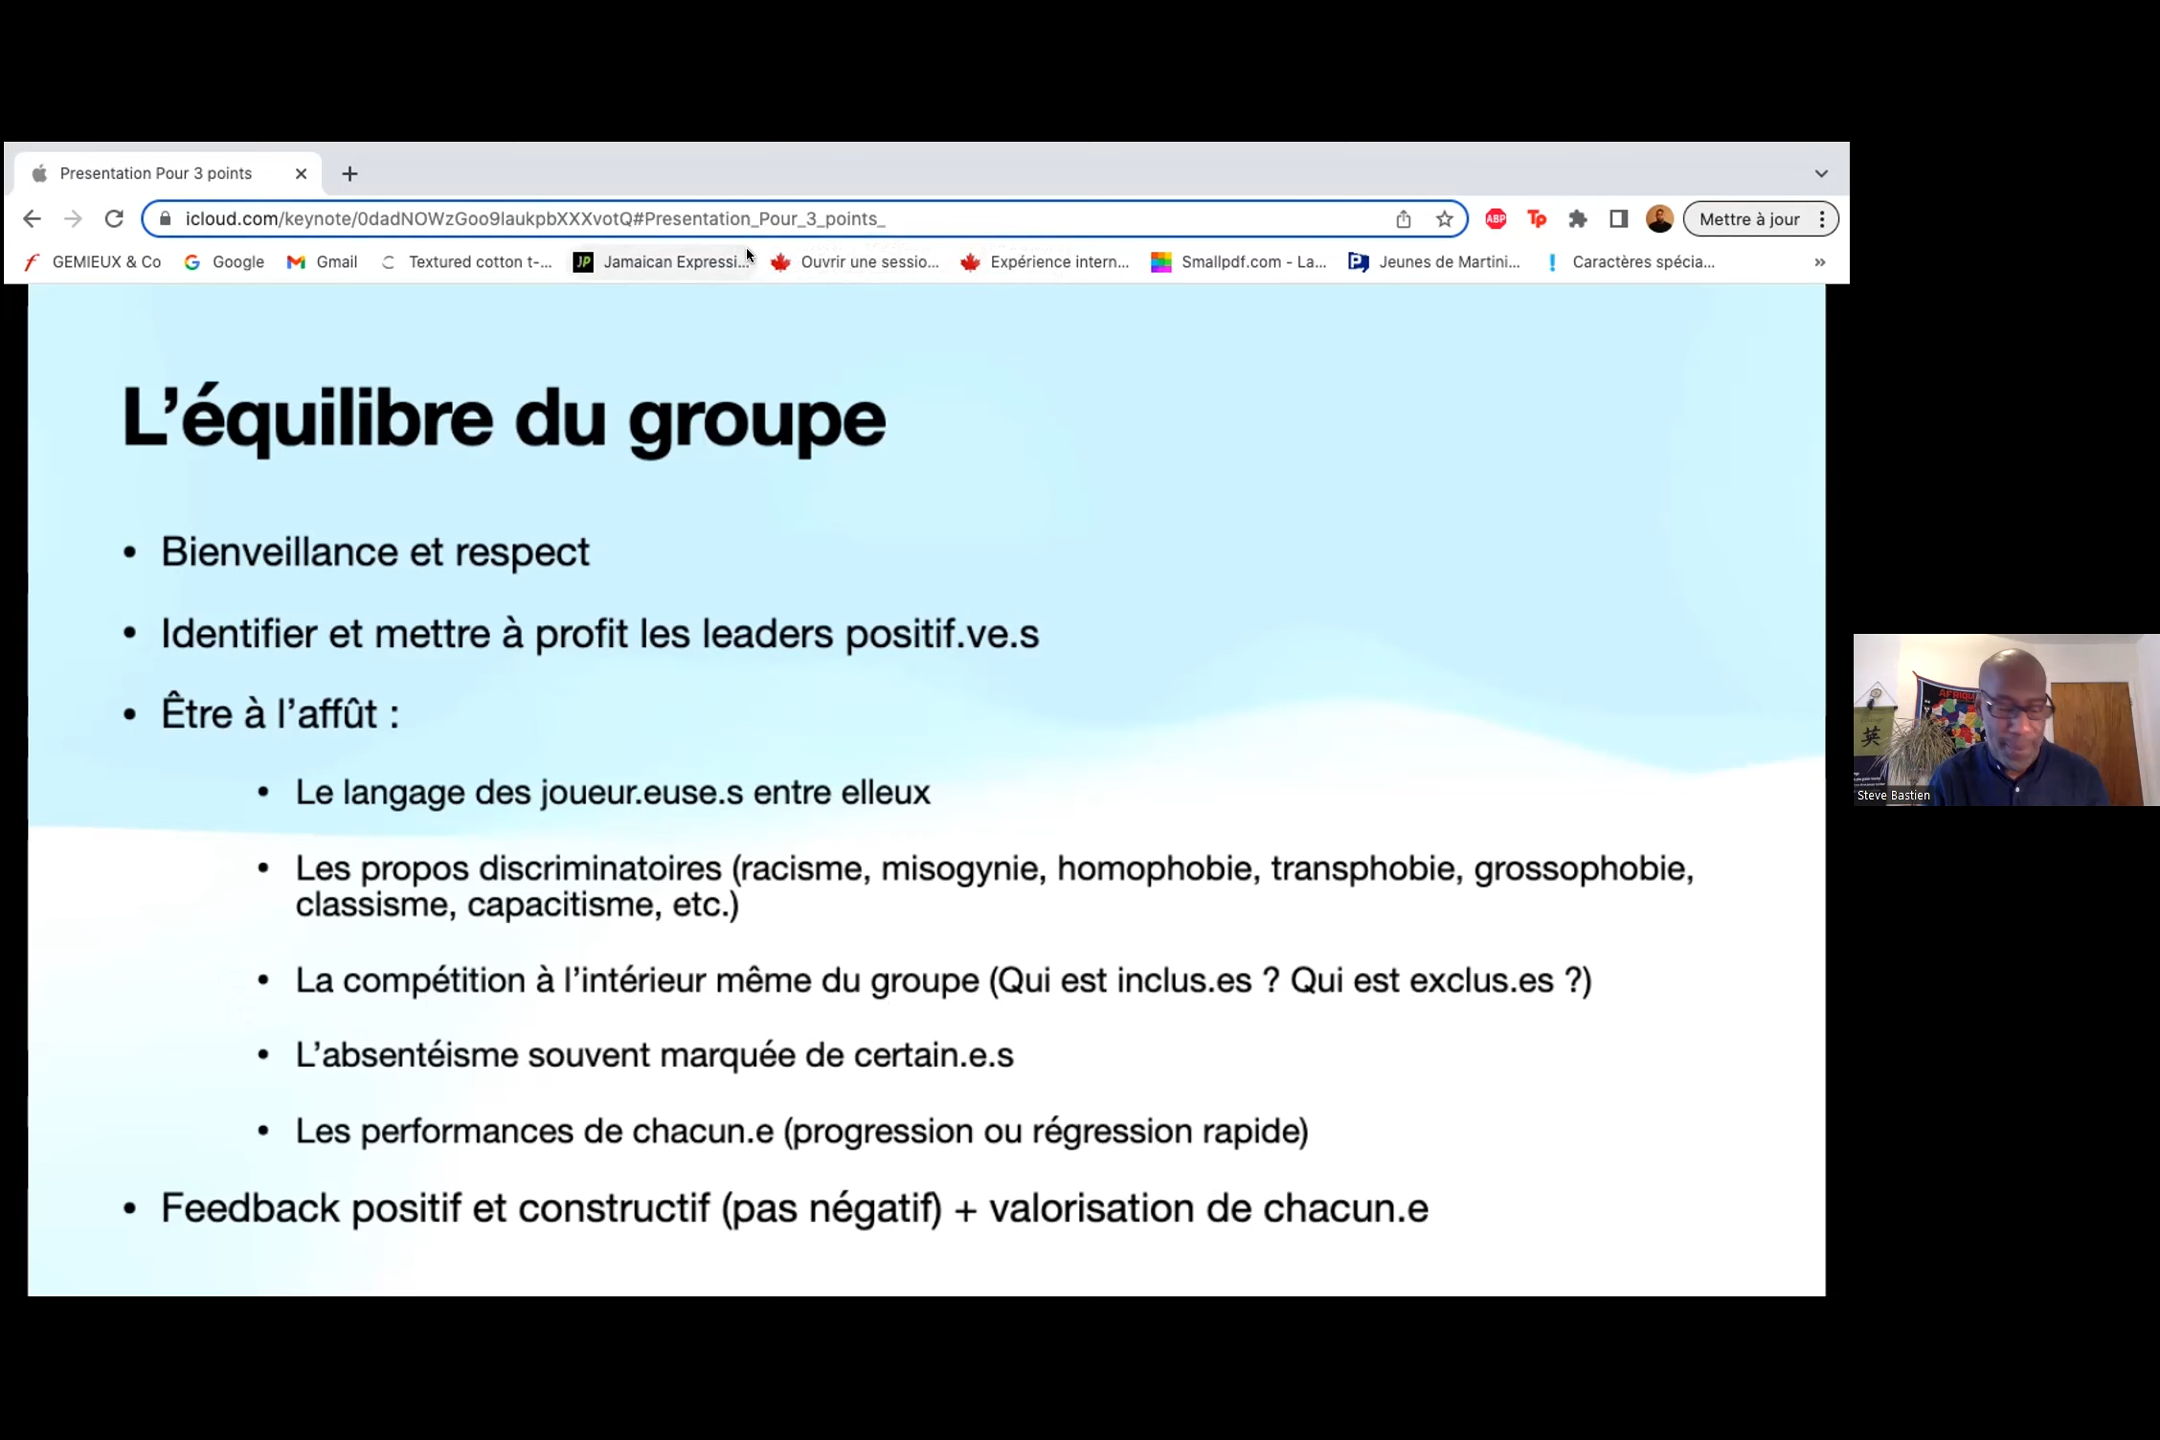 Presentation Pour 3 points
icloud.com/keynote/0dadNOWzGoo9IaukpbXXXvotQ#Presentation_Pour_3_points_
ABP
Tp
Mettre à jour
GEMIEUX & Co
Google
Gmail
Textured cotton t-...
JP
Jamaican Expressi...
Ouvrir une sessio...
Expérience intern...
Smallpdf.com - La...
Jeunes de Martini...
Caractères spécia...
»
L’équilibre du groupe
• Bienveillance et respect
• Identifier et mettre à profit les leaders positif.ve.s
• Être à l’affût :
• Le langage des joueur.euse.s entre elleux
• Les propos discriminatoires (racisme, misogynie, homophobie, transphobie, grossophobie,
classisme, capacitisme, etc.)
• La compétition à l’intérieur même du groupe (Qui est inclus.es ? Qui est exclus.es ?)
• L’absentéisme souvent marquée de certain.e.s
• Les performances de chacun.e (progression ou régression rapide)
• Feedback positif et constructif (pas négatif) + valorisation de chacun.e
英
Steve Bastien